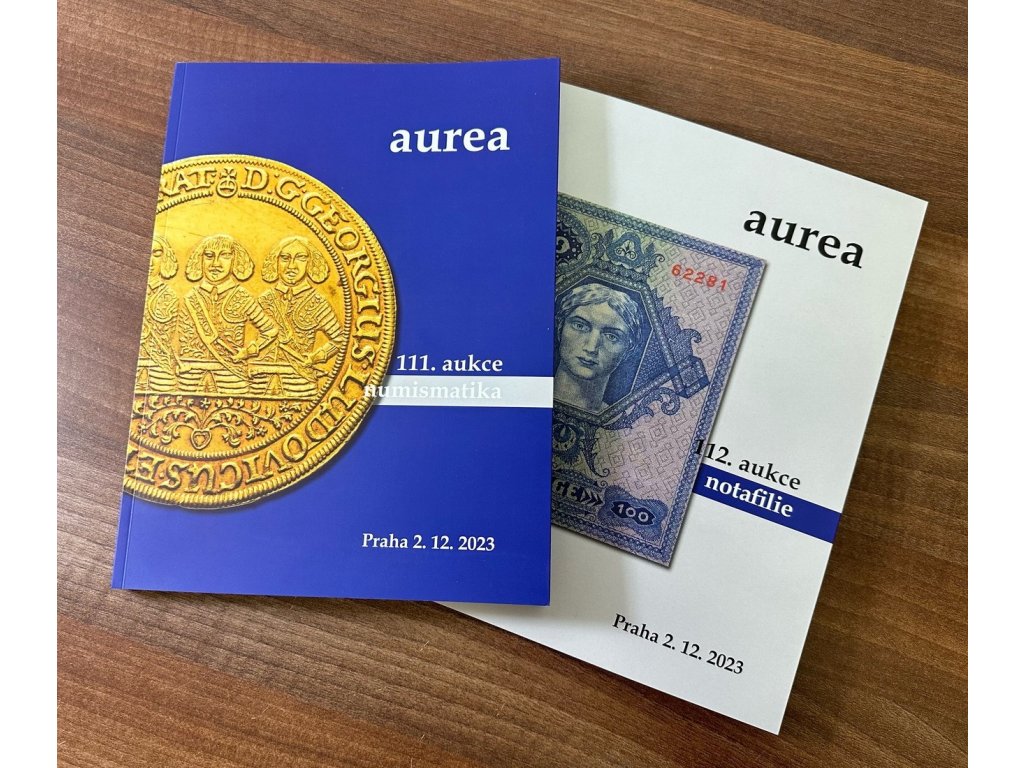 aurea
RAT D.G.GEORGIUS.LUDOVICUS.E
111. aukce
numismatika
Praha 2. 12. 2023
aurea
62281
112. aukce
notafilie
100
Praha 2. 12. 2023